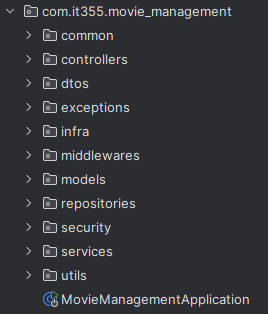 com.it355.movie_management
common
controllers
dtos
exceptions
infra
middlewares
models
repositories
security
services
utils
MovieManagementApplication